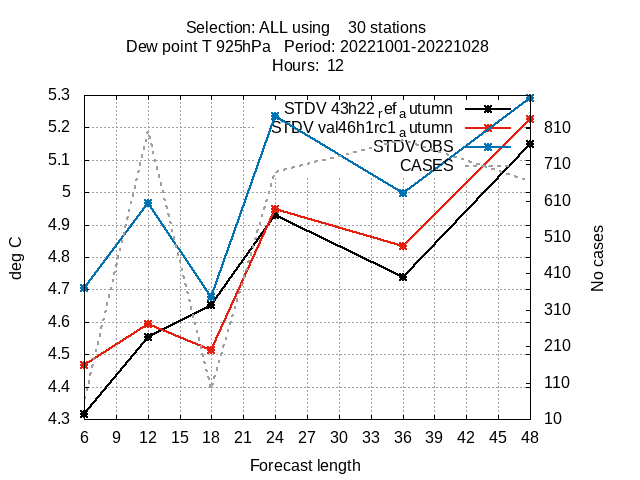 Selection: ALL using 30 stations
Dew point T 925hPa Period: 20221001-20221028
Hours: 12
STDV 43h22ref autumn
STDV val46h1rc1autumn
STDV OBS
CASES
deg C
5.3
5.2
5.1
5
4.9
4.8
4.7
4.6
4.5
4.4
4.3
No cases
810
710
610
510
410
310
210
110
10
6 9 12 15 18 21 24 27 30 33 36 39 42 45 48
Forecast length